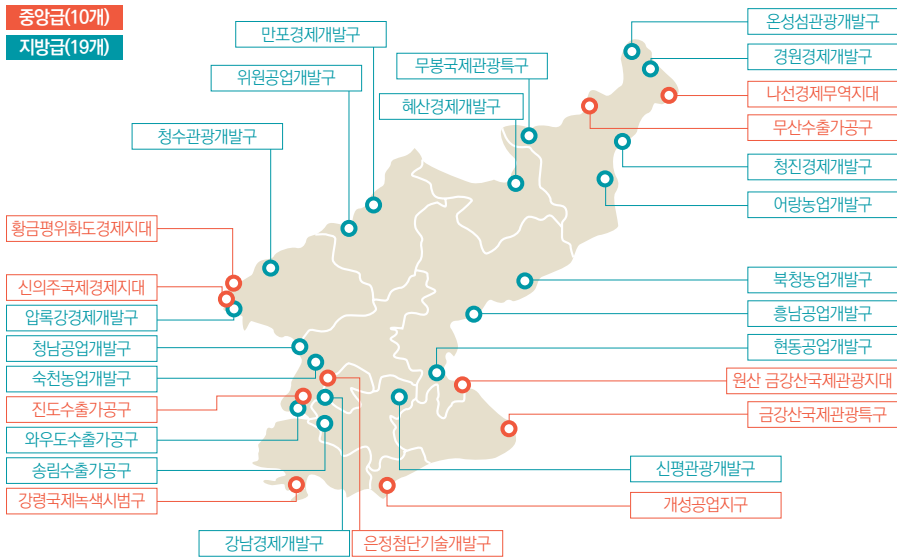 중앙급(10개)
지방급(19개)
만포경제개발구
위원공업개발구
청수관광개발구
무봉국제관광특구
혜산경제개발구
온성섬관광개발구
경원경제개발구
나선경제무역지대
무산수출가공구
청진경제개발구
어랑농업개발구
황금평위화도경제지대
신의주국제경제지대
압록강경제개발구
청남공업개발구
숙천농업개발구
진도수출가공구
와우도수출가공구
송림수출가공구
강령국제녹색시범구
북청농업개발구
흥남공업개발구
현동공업개발구
원산 금강산국제관광지대
금강산국제관광특구
신평관광개발구
개성공업지구
강남경제개발구
은정첨단기술개발구